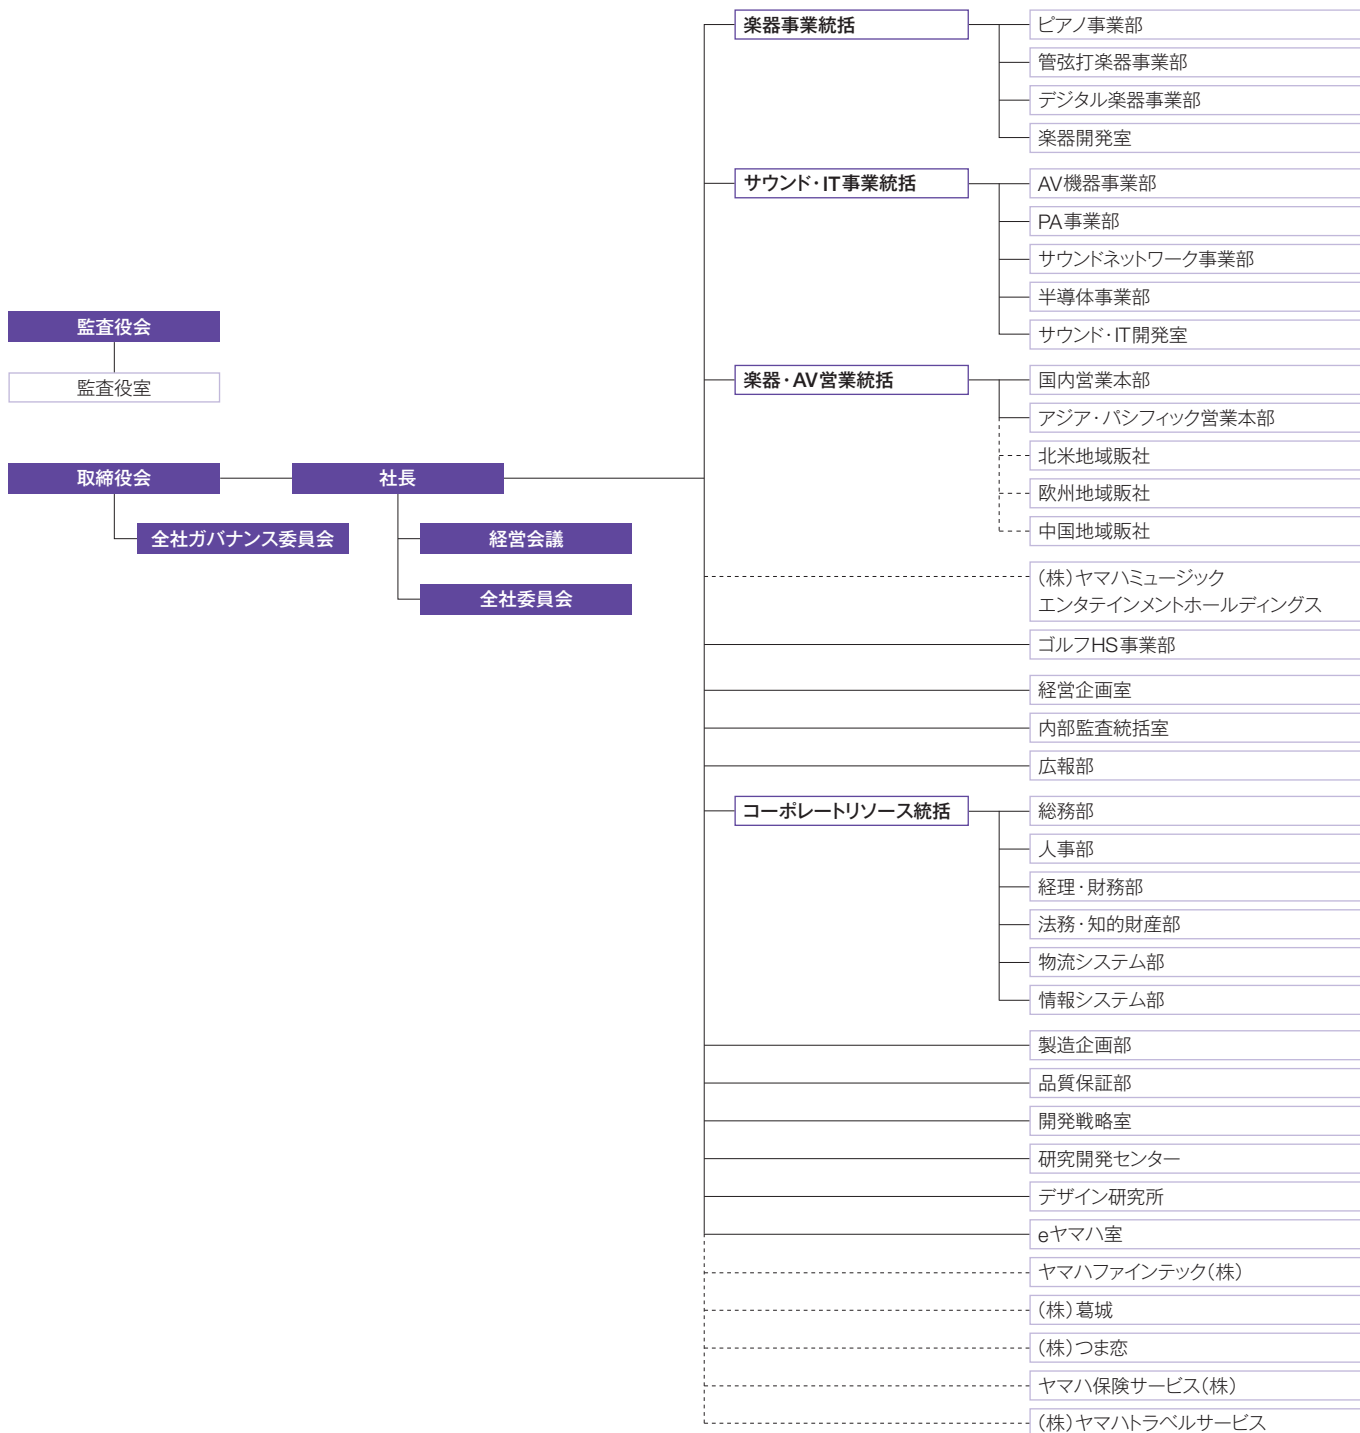 監査役会
監査役室
取締役会
全社ガバナンス委員会
社長
経営会議
全社委員会
楽器事業統括
ピアノ事業部
管弦打楽器事業部
デジタル楽器事業部
楽器開発室
サウンド・IT事業統括
AV機器事業部
PA事業部
サウンドネットワーク事業部
半導体事業部
サウンド・IT開発室
楽器・AV営業統括
国内営業本部
アジア・パシフィック営業本部
北米地域販社
欧州地域販社
中国地域販社
(株)ヤマハミュージック
エンタテインメントホールディングス
ゴルフHS事業部
経営企画室
内部監査統括室
広報部
コーポレートリソース統括
総務部
人事部
経理・財務部
法務・知的財産部
物流システム部
情報システム部
製造企画部
品質保証部
開発戦略室
研究開発センター
デザイン研究所
eヤマハ室
ヤマハファインテック(株)
(株)葛城
(株)つま恋
ヤマハ保険サービス(株)
(株)ヤマハトラベルサービス